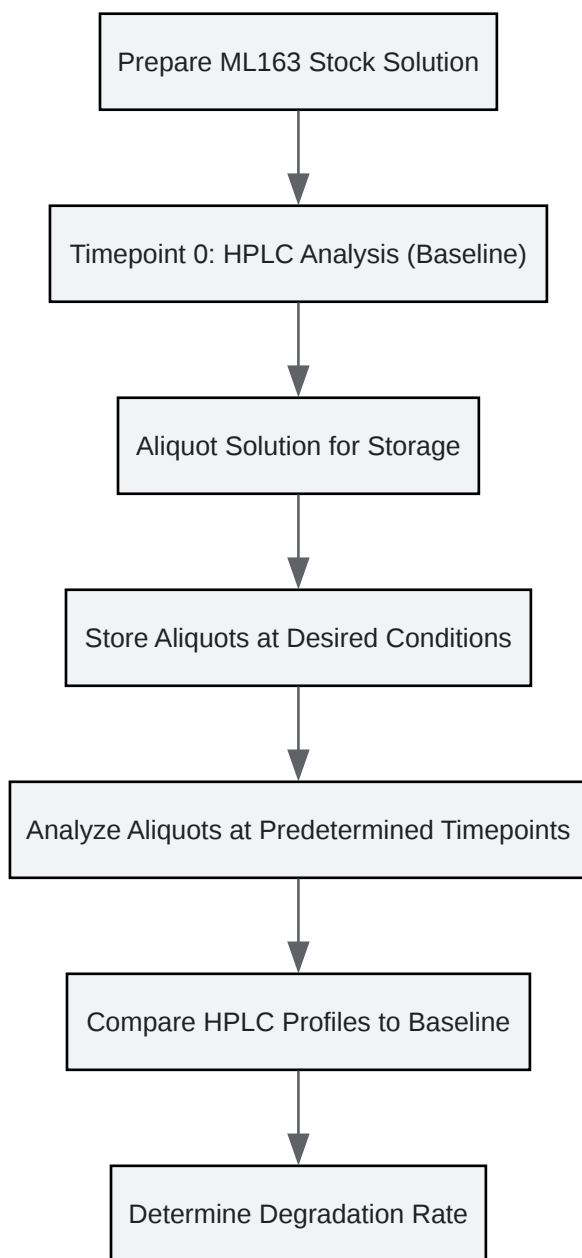 Prepare ML163 Stock Solution
Timepoint 0: HPLC Analysis (Baseline)
Aliquot Solution for Storage
Store Aliquots at Desired Conditions
Analyze Aliquots at Predetermined Timepoints
Compare HPLC Profiles to Baseline
Determine Degradation Rate